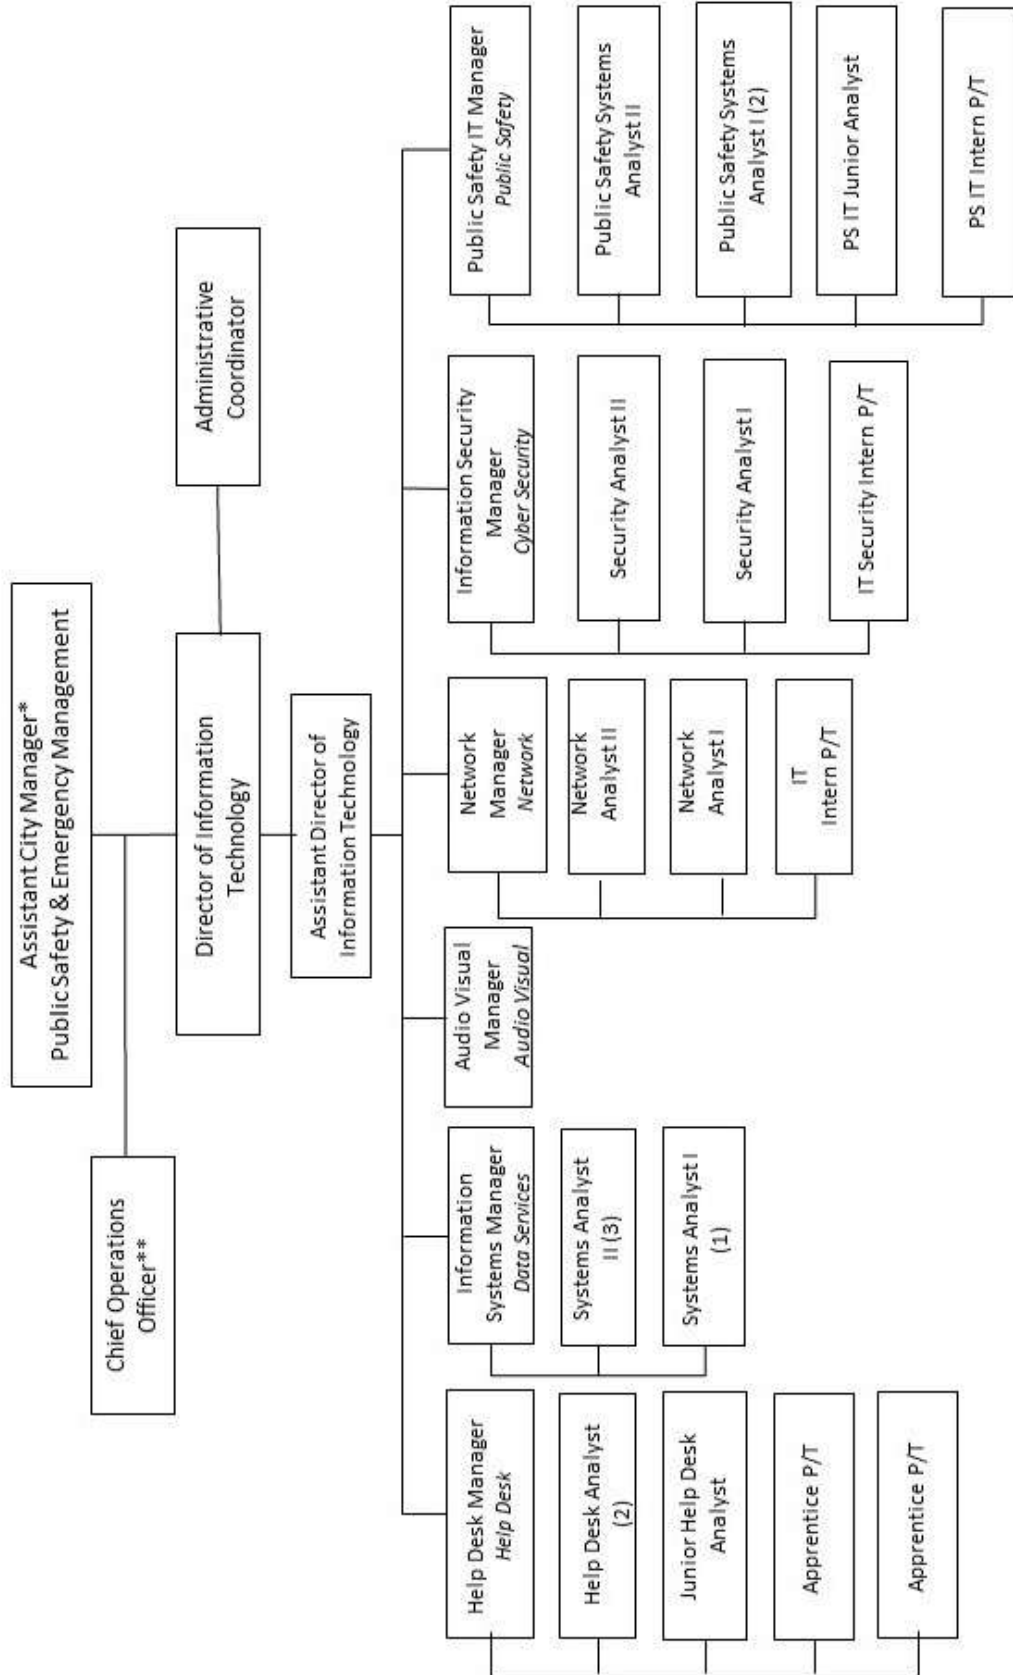 Assistant City Manager*
Public Safety & Emergency Management
Chief Operations
Officer**
Director of Information
Technology
Administrative
Coordinator
Assistant Director of
Information Technology
Help Desk Manager
Help Desk
Help Desk Analyst
(2)
Junior Help Desk
Analyst
Apprentice P/T
Apprentice P/T
Information
Systems Manager
Data Services
Systems Analyst
II (3)
Systems Analyst I
(1)
Audio Visual
Manager
Audio Visual
Network
Manager
Network
Network
Analyst II
Network
Analyst I
IT
Intern P/T
Information Security
Manager
Cyber Security
Security Analyst II
Security Analyst I
IT Security Intern P/T
Public Safety IT Manager
Public Safety
Public Safety Systems
Analyst II
Public Safety Systems
Analyst I (2)
PS IT Junior Analyst
PS IT Intern P/T